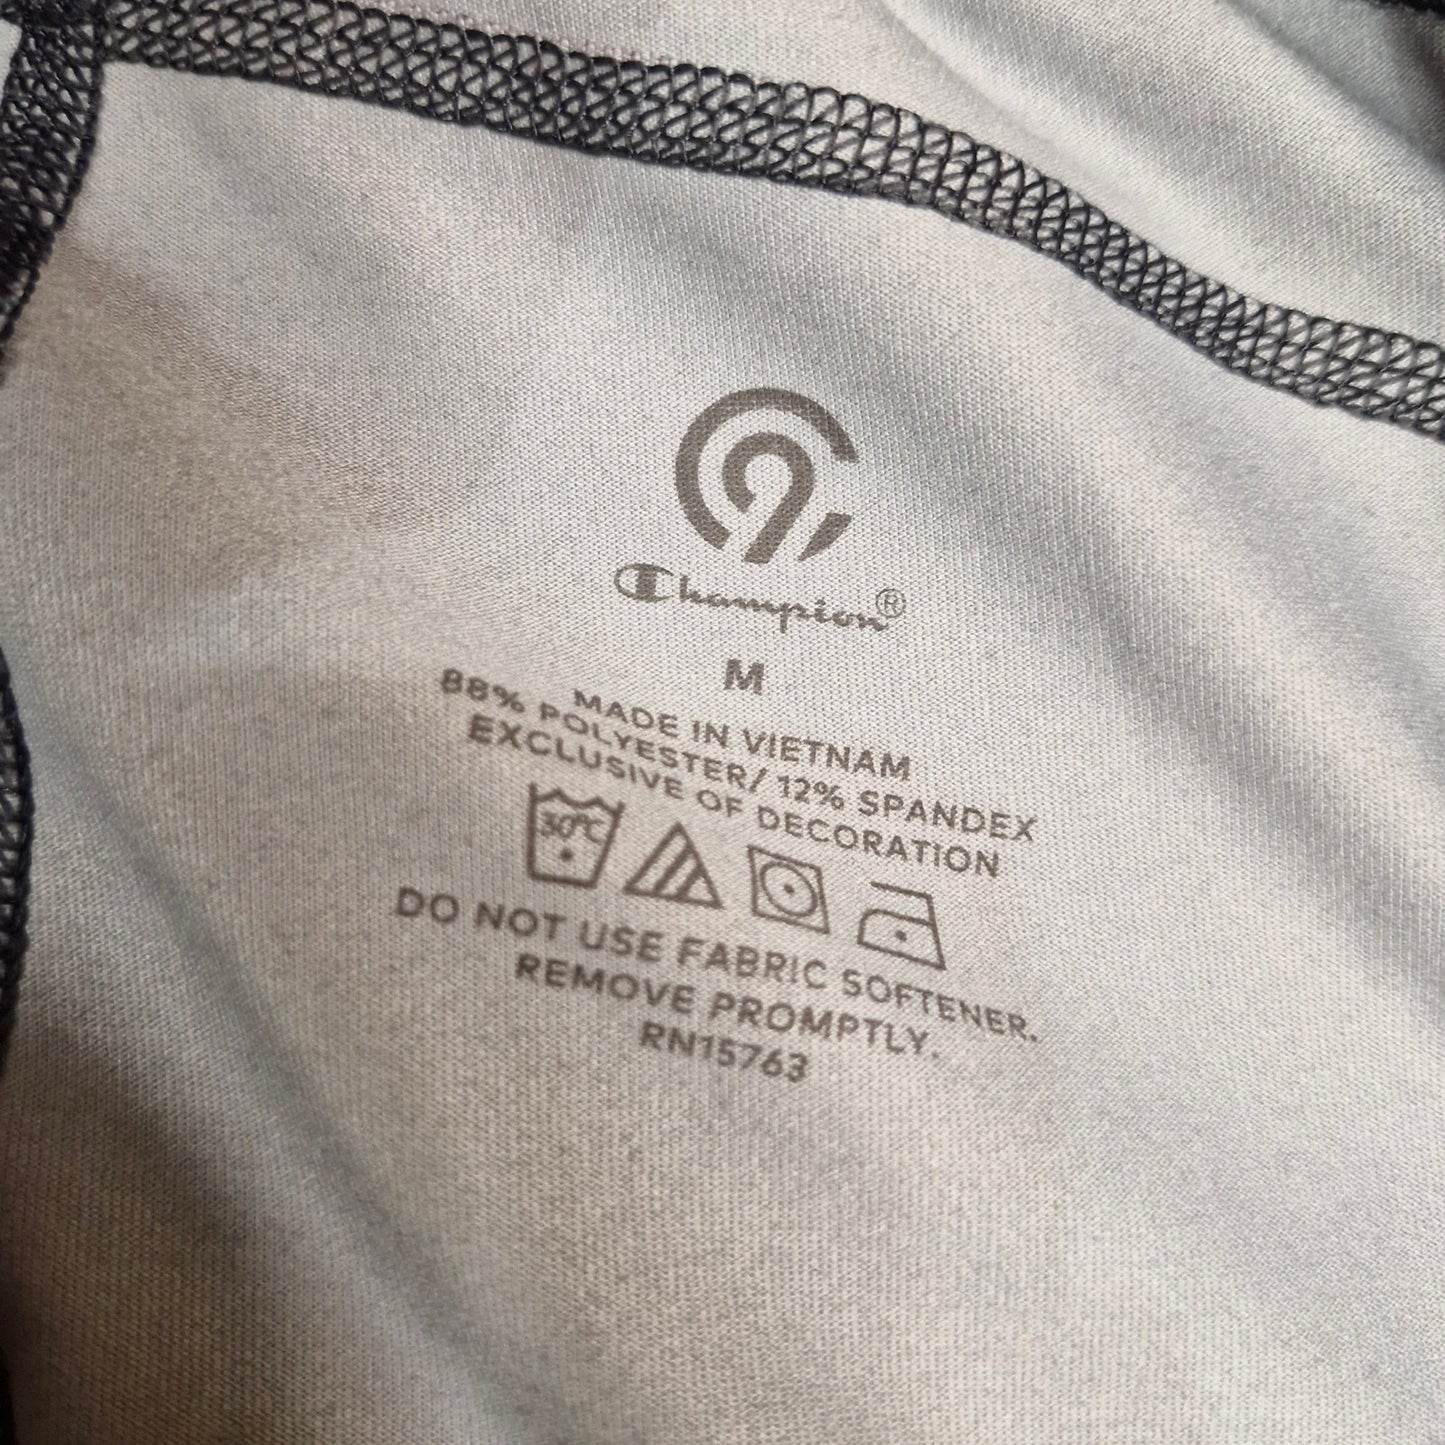 C9
Champion®
M
MADE IN VIETNAM
88% POLYESTER/ 12% SPANDEX
EXCLUSIVE OF DECORATION
30°C
DO NOT USE FABRIC SOFTENER.
REMOVE PROMPTLY.
RN15763